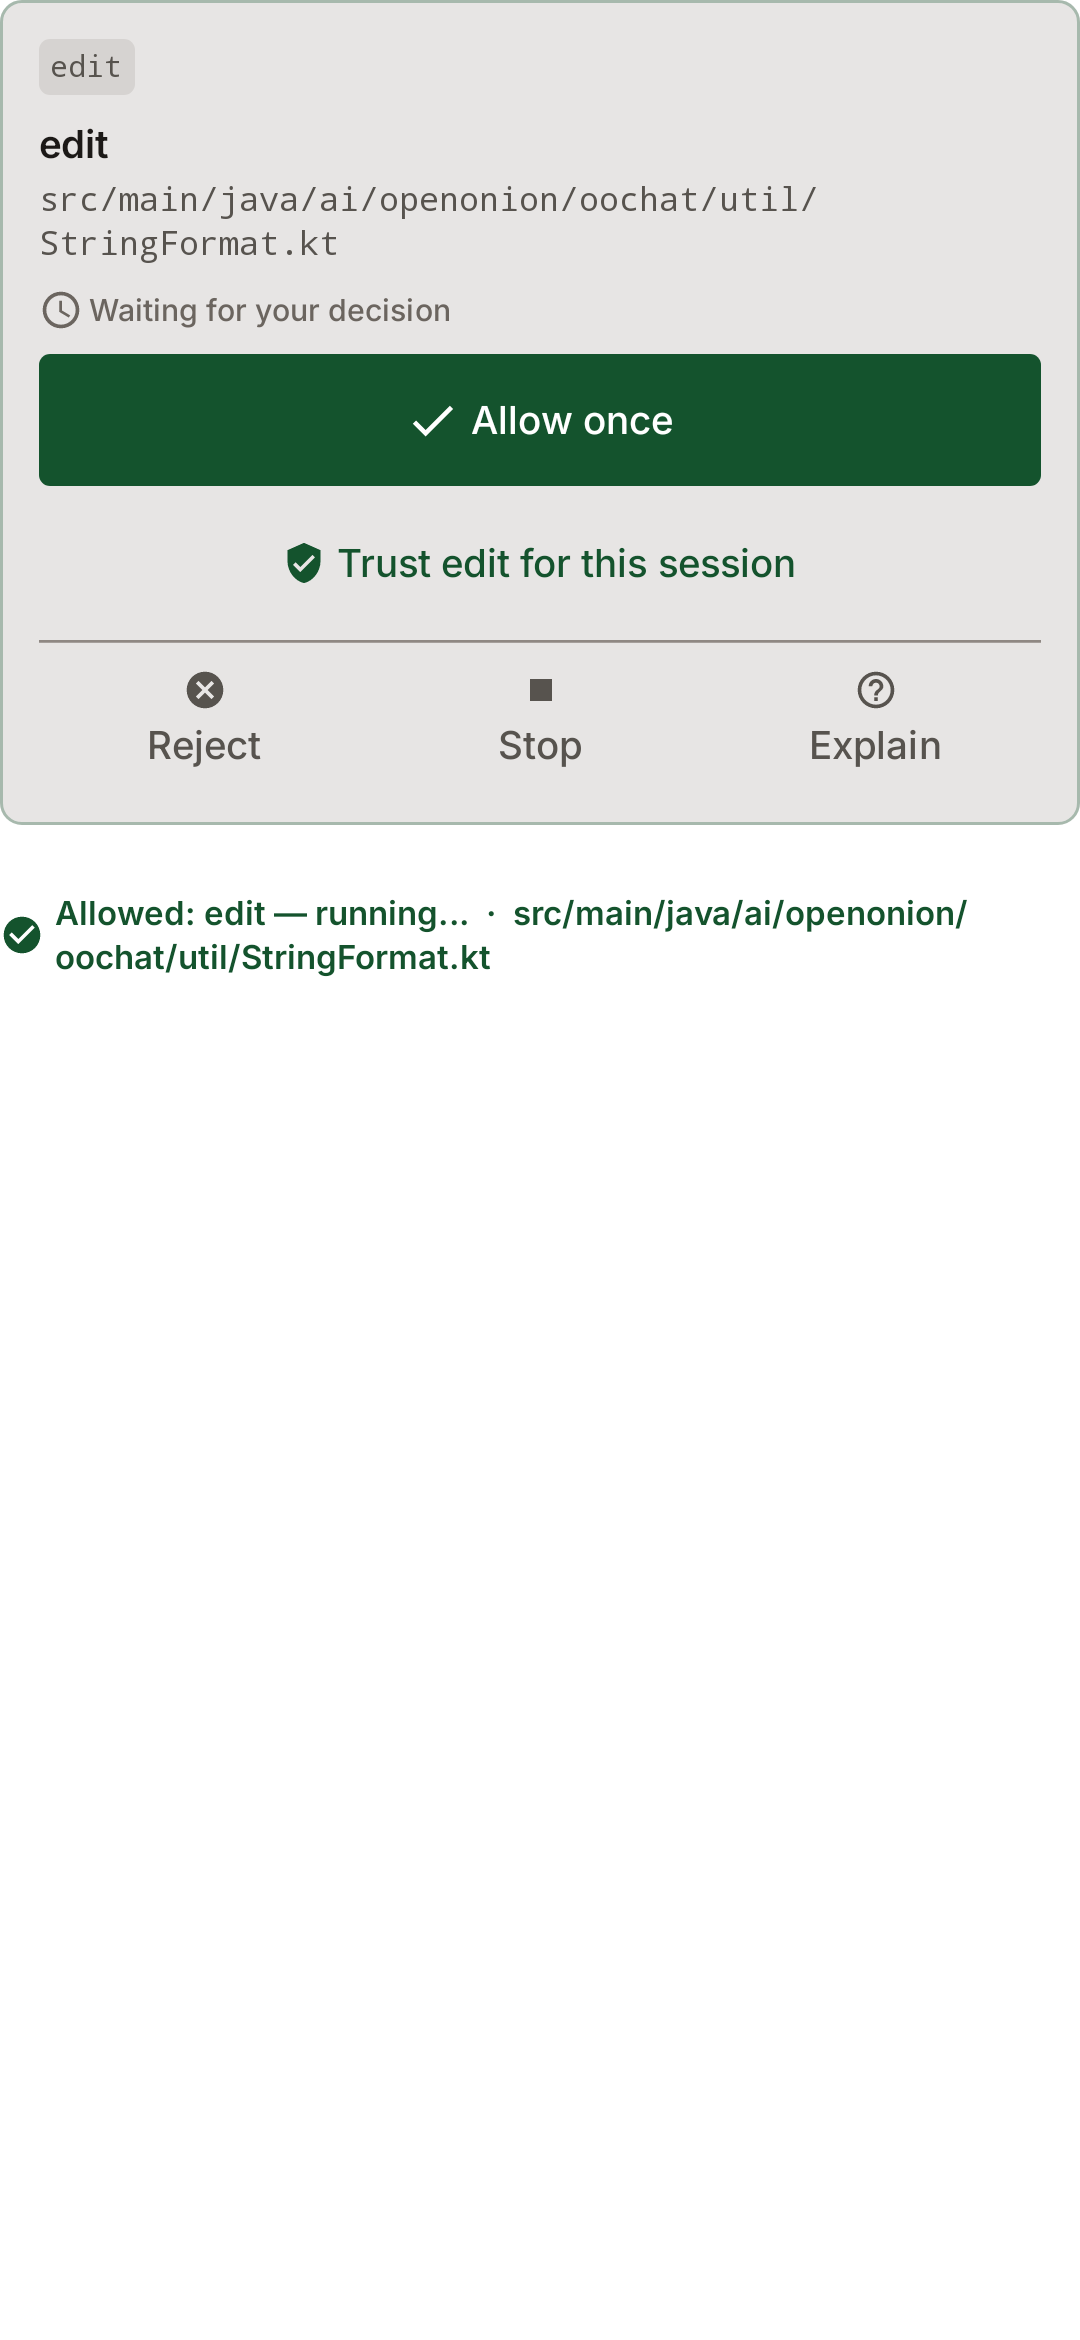 edit
edit
src/main/java/ai/openonion/oochat/util/
StringFormat.kt
Waiting for your decision
Allow once
Trust edit for this session
Reject
Stop
Explain
Allowed: edit — running… · src/main/java/ai/openonion/
oochat/util/StringFormat.kt